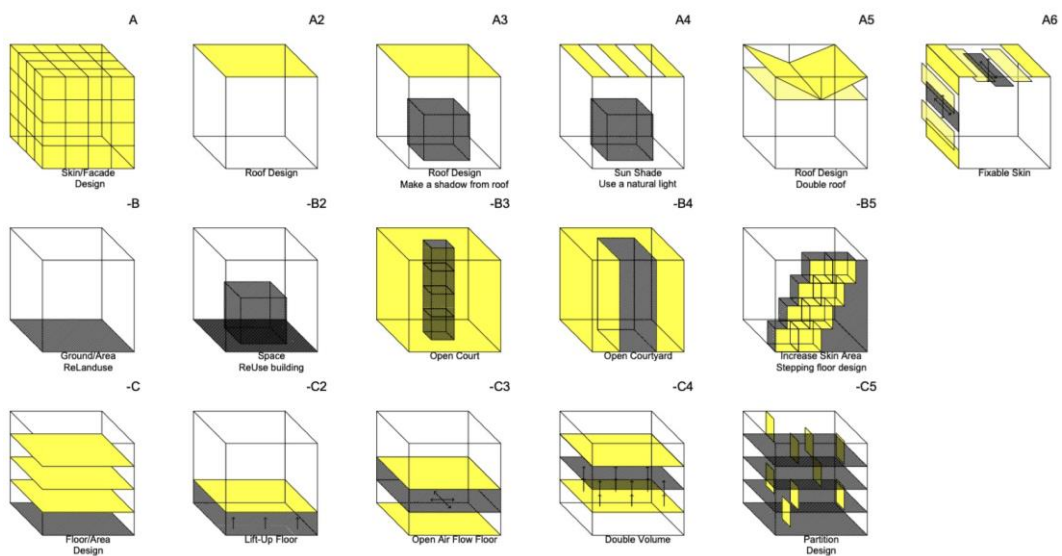 A
A2
A3
A4
A5
A6
Skin/Facade
Design
Roof Design
Roof Design
Make a shadow from roof
Sun Shade
Use a natural light
Roof Design
Double roof
Fixable Skin
-B
-B2
-B3
-B4
-B5
Ground/Area
ReLanduse
Space
ReUse building
Open Court
Open Courtyard
Increase Skin Area
Stepping floor design
-C
-C2
-C3
-C4
-C5
Floor/Area
Design
Lift-Up Floor
Open Air Flow Floor
Double Volume
Partition
Design